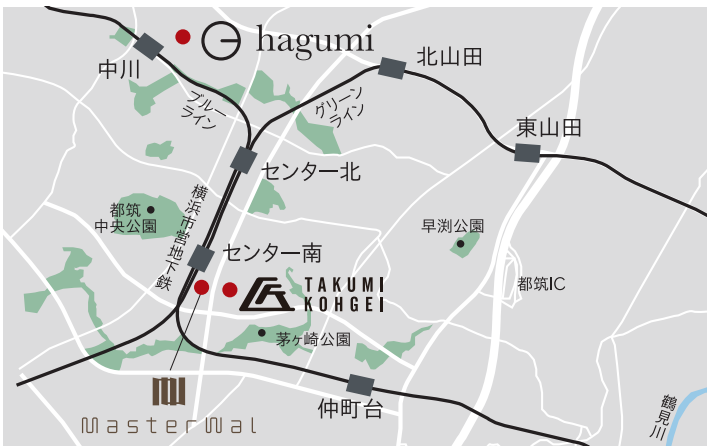 hagumi
中川
北山田
ブルー
ライン
グリーン
ライン
東山田
センター北
横浜市営地下鉄
都筑
中央公園
早渕公園
センター南
TAKUMI
KOHGEI
都筑IC
茅ヶ崎公園
仲町台
鶴見川
MasterWal